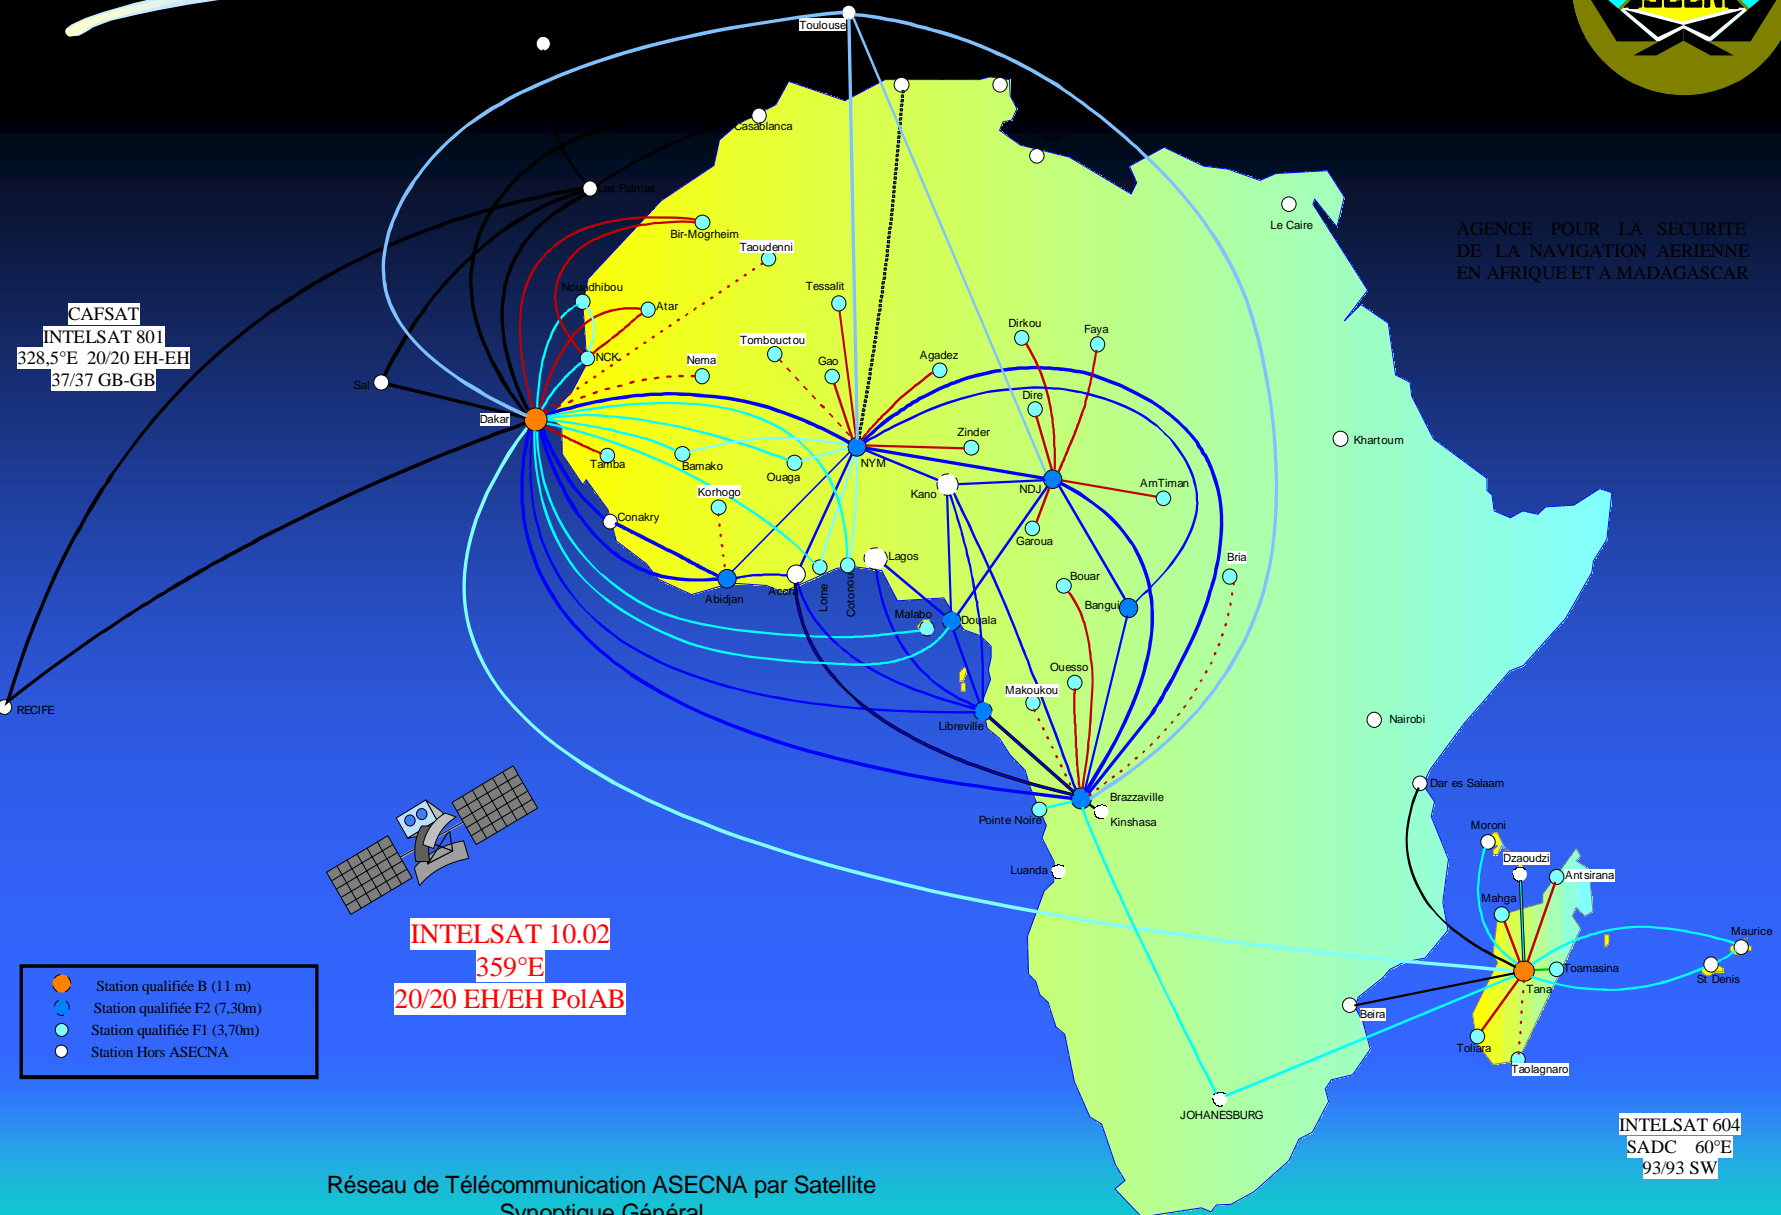 ASECNA
Toulouse
Casablanca
Las Palmas
Le Caire
Bir-Mogrheim
Taoudenni
AGENCE POUR LA SECURITE
DE LA NAVIGATION AERIENNE
EN AFRIQUE ET A MADAGASCAR
Nouadhibou
Atar
Tessalit
CAFSAT
INTELSAT 801
328,5°E 20/20 EH-EH
37/37 GB-GB
Dirkou
Faya
Tombouctou
NCK
Nema
Gao
Agadez
Sal
Dire
Dakar
Zinder
Khartoum
Tamba
Bamako
Ouaga
NYM
Kano
NDJ
AmTiman
Korhogo
Conakry
Garoua
Lagos
Bria
Bouar
Abidjan
Accra
Lome
Cotonou
Malabo
Douala
Bangui
Ouesso
Makoukou
RECIFE
Libreville
Nairobi
Dar es Salaam
Brazzaville
Pointe Noire
Kinshasa
Moroni
Dzaoudzi
Luanda
Antsirana
Mahga
INTELSAT 10.02
359°E
20/20 EH/EH PolAB
Maurice
Toamasina
St Denis
Tana
Beira
Station qualifiée B (11 m)
Station qualifiée F2 (7,30m)
Station qualifiée F1 (3,70m)
Station Hors ASECNA
Toliara
Taolagnaro
JOHANESBURG
INTELSAT 604
SADC 60°E
93/93 SW
Réseau de Télécommunication ASECNA par Satellite
Synoptique Général